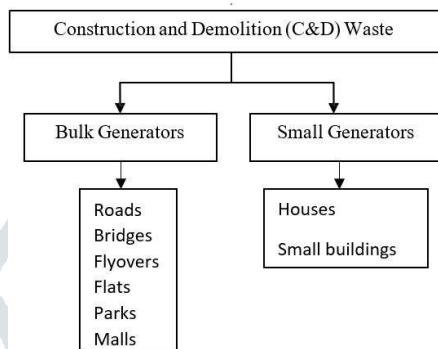 Construction and Demolition (C&D) Waste
Bulk Generators
Small Generators
Roads
Bridges
Flyovers
Flats
Parks
Malls
Houses
Small buildings